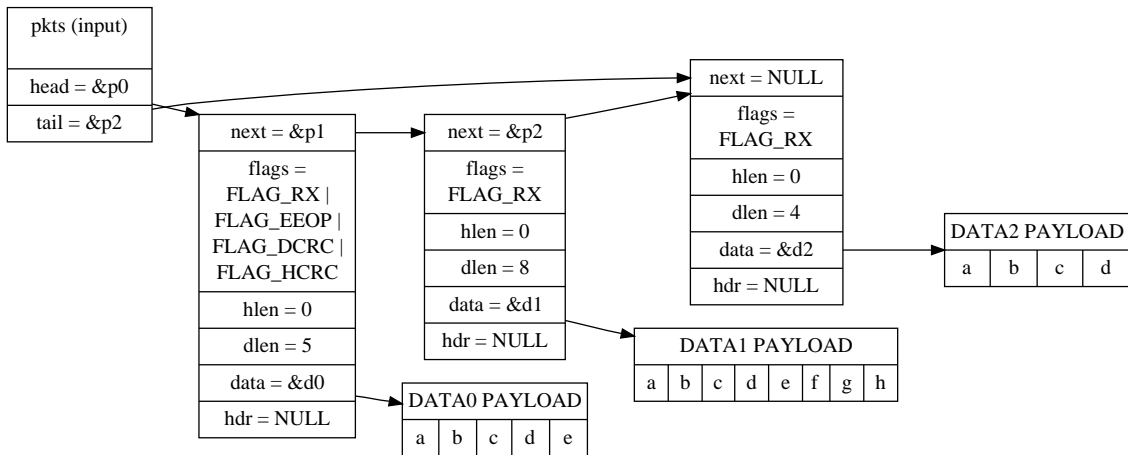 pkts (input)
head = &p0
tail = &p2
next = &p1
flags =
FLAG_RX |
FLAG_EEOP |
FLAG_DCRC |
FLAG_HCRC
hlen = 0
dlen = 5
data = &d0
hdr = NULL
next = &p2
flags =
FLAG_RX
hlen = 0
dlen = 8
data = &d1
hdr = NULL
next = NULL
flags =
FLAG_RX
hlen = 0
dlen = 4
data = &d2
hdr = NULL
DATA2 PAYLOAD
a b c d
DATA1 PAYLOAD
a b c d e f g h
DATA0 PAYLOAD
a b c d e